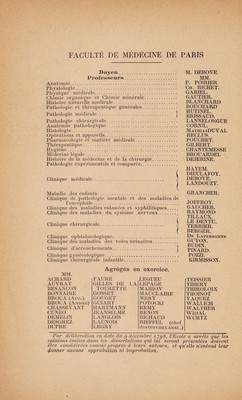 FACULTÉ DE MÉDECINE DE PARIS
Doyen M. DEBOVE
Professeurs MM.
Anatomie P. POIRIER
Physiologie CH. RICHET.
Physique médicale GARIEL.
Chimie organique et Chimie minérale GAUTIER.
Histoire naturelle médicale BLANCHARD
Pathologie et thérapeutique générales BOUCHARD
Pathologie médicale HUTINEL
BRISSAUD.
Pathologie chirurgicale LANNELONGUE
Anatomie pathologique CORNIL.
Histologie MATHIAS DUVAL
Opérations et appareils RECLUS.
Pharmacologie et matière médicale POUCHET.
Thérapeutique GILBERT
Hygiène CHANTEMESSE
Médecine légale BROUARDEL
Histoire de la médecine et de la chirurgie DEJERINE.
Pathologie expérimentale et comparée
Clinique médicale HAYEM.
DIEULAFOY.
DEBOVE.
LANDOUZY.
Maladie des enfants GRANCHER.
Clinique de pathologie mentale et des maladies de
l'encéphale JOFFROY.
Clinique des maladies cutanées et syphilitiques GAUCHER.
Clinique des maladies du système nerveux RAYMOND
Clinique chirurgicale TILLAUX.
LE DENTU.
TERRIER.
BERGER.
Clinique ophtalmologique DE LAPERSONNE
Clinique des maladies des voies urinaires GUYON.
Clinique d'accouchements BUDIN.
PINARD.
Clinique gynécologique POZZI.
Clinique chirurgicale infantile KIRMISSON.
Agrégés en exercice.
MM.
ACHARD FAURE LEGUEU TEISSIER
AUVRAY GILLES DE LA LEPAGE THIERY
BESANÇON TOURETTE MARION THIROLOIX
BONNAIRE GOSSET MAUCLAIRE THOINOT
BROCA (Aug.). GOUGET MERY VAQUEZ
BROCA (André) GUIART POTOCKI WALLICH
CHASSEVANT HARTMANN REMY WALTHER
CUNEO JEANSELME RENON WIDAL
DEMELIN LANGLOIS RICHAUD WURTZ
DESGREZ LAUNOIS RIEFFEL (chef
DUPRE LEGRY des travaux anat.)
Par délibération en date du 9 décembre 1798, l'École a arrêté que les
opinions émises dans les dissertations qui lui seront présentées doivent
être considérées comme propres à leurs auteurs, et qu'elle n'entend leur
donner aucune approbation ni improbation.